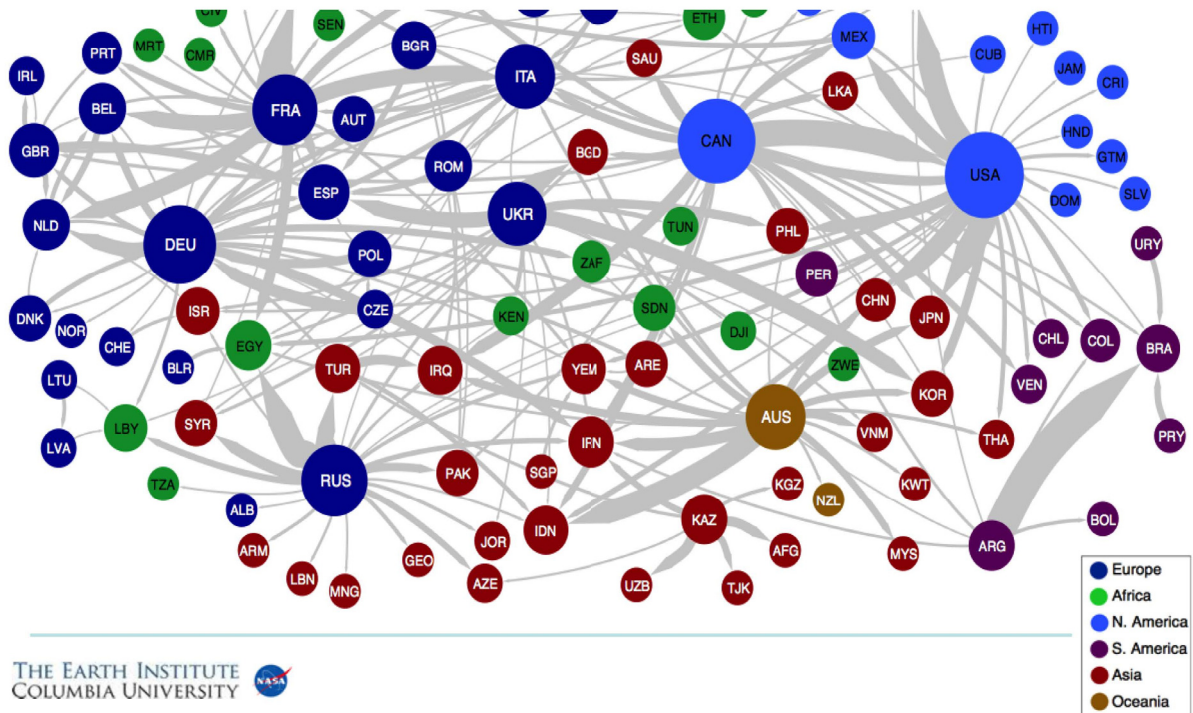 CIV
SEN
ETH
MEX
HTI
PRT
MRT
CMR
BGR
SAU
CUB
IRL
ITA
JAM
CRI
BEL
FRA
AUT
LKA
GBR
BGD
CAN
HND
GTM
ROM
USA
ESP
DOM
SLV
NLD
UKR
TUN
PHL
DEU
POL
ZAF
PER
URY
ISR
CZE
KEN
SDN
CHN
JPN
DNK
NOR
CHE
EGY
DJI
CHL
COL
BRA
BLR
TUR
IRQ
YEM
ARE
ZWE
LTU
VEN
KOR
LBY
SYR
AUS
LVA
IRN
VNM
THA
PRY
RUS
PAK
SGP
TZA
KGZ
NZL
KWT
ALB
IDN
KAZ
BOL
ARM
GEO
JOR
AFG
MYS
ARG
LBN
MNG
AZE
UZB
TJK
Europe
Africa
N. America
S. America
Asia
Oceania
THE EARTH INSTITUTE
COLUMBIA UNIVERSITY
NASA